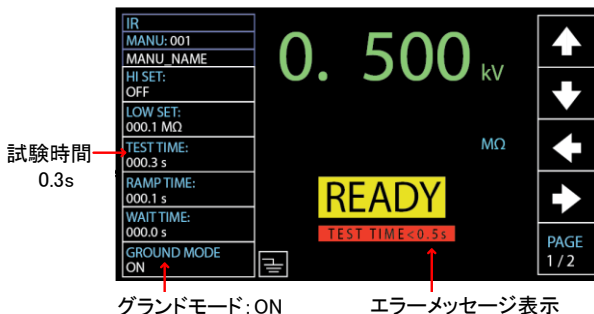 IR
MANU: 001
MANU_NAME
HI SET:
OFF
LOW SET:
000.1 MΩ
TEST TIME:
000.3 s
RAMP TIME:
000.1 s
WAIT TIME:
000.0 s
GROUND MODE
ON
0. 500 kV
MΩ
READY
TEST TIME<0.5s
PAGE
1 / 2
試験時間
0.3s
グランドモード：ON
エラーメッセージ表示